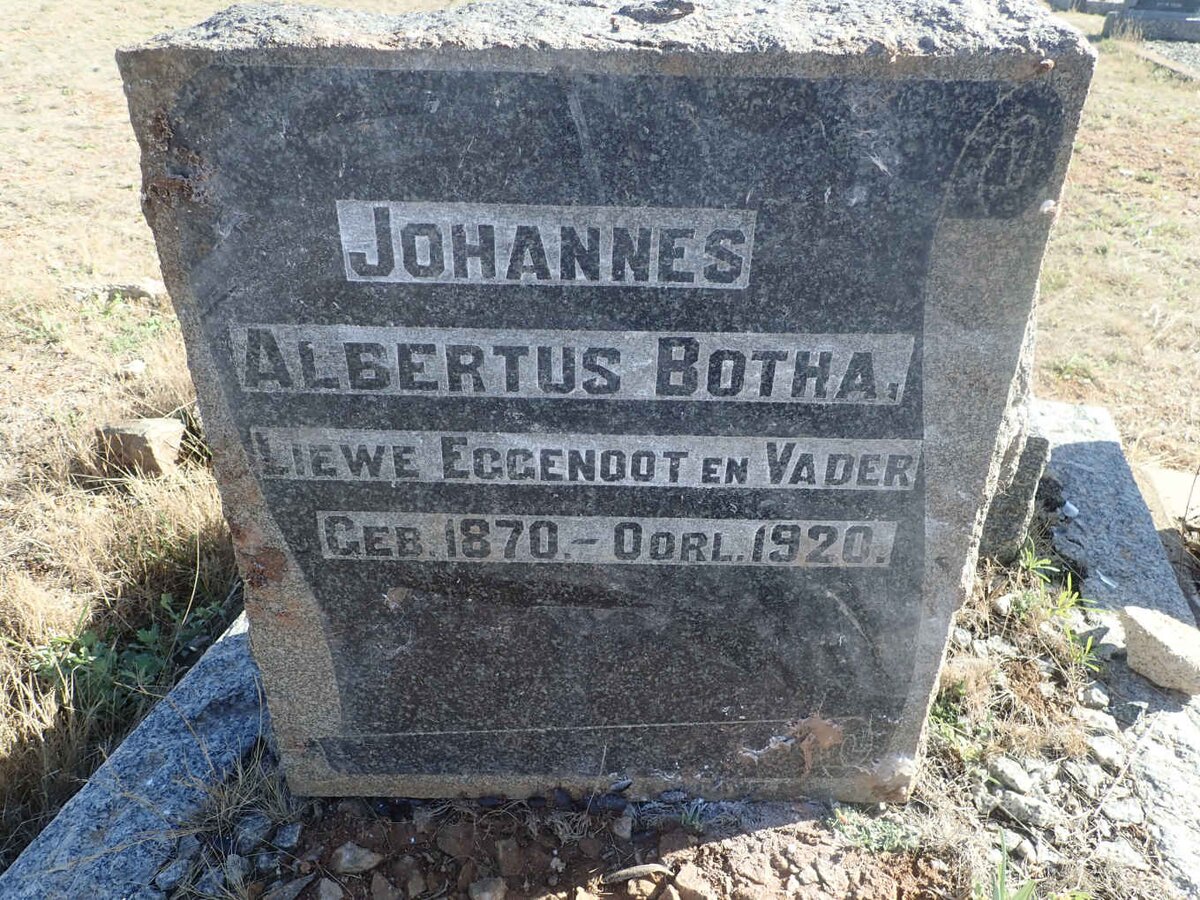 JOHANNES
ALBERTUS BOTHA,
LIEWE EGGENOOT EN VADER
GEB. 1870. – OORL. 1920.